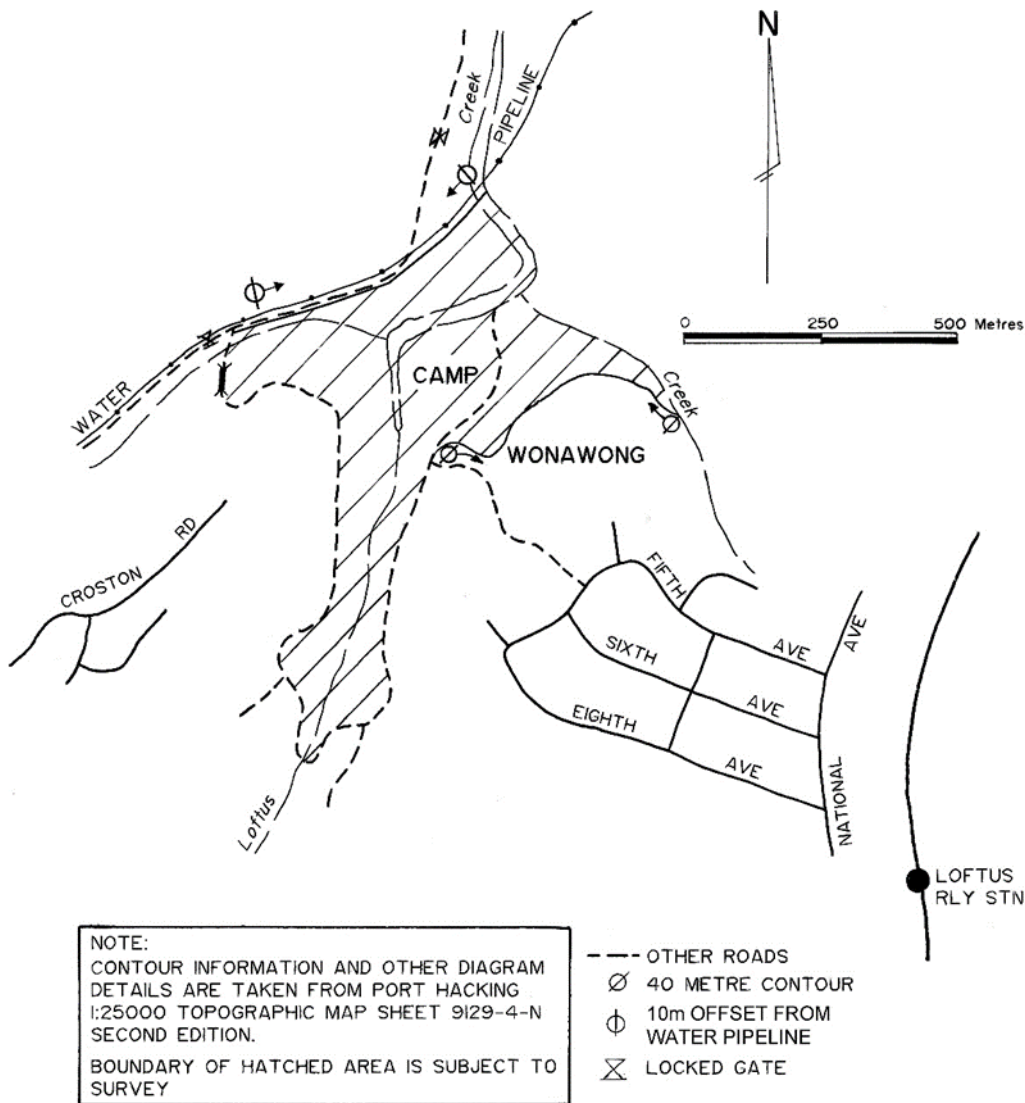 N
Creek
PIPELINE
0 250 500 Metres
WATER
CAMP
Creek
WONAWONG
CROSTON RD
FIFTH AVE
AVE
SIXTH AVE
EIGHTH AVE
NATIONAL
Loftus
LOFTUS
RLY STN
NOTE:
CONTOUR INFORMATION AND OTHER DIAGRAM
DETAILS ARE TAKEN FROM PORT HACKING
1:25000 TOPOGRAPHIC MAP SHEET 9129-4-N
SECOND EDITION.
BOUNDARY OF HATCHED AREA IS SUBJECT TO
SURVEY
OTHER ROADS
40 METRE CONTOUR
10m OFFSET FROM
WATER PIPELINE
LOCKED GATE